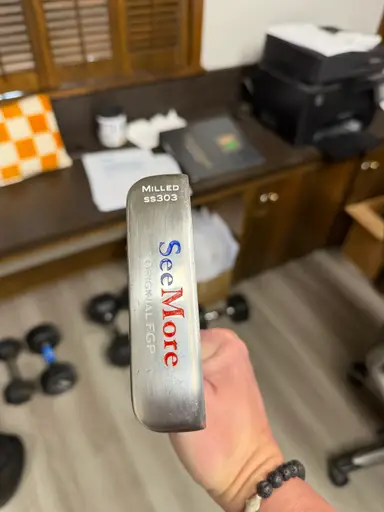 MILLED
SS303
SeeMore
ORIGINAL FGP